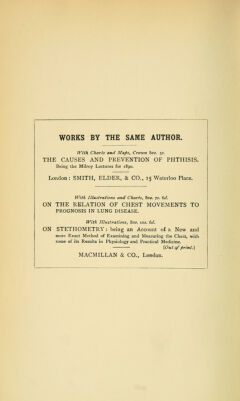 WORKS BY THE SAME AUTHOR.
With Charts and Maps, Crown 8vo. 5s.
THE CAUSES AND PREVENTION OF PHTHISIS.
Being the Milroy Lectures for 1890.
London: SMITH, ELDER, & CO., 15 Waterloo Place.
With Illustrations and Charts, 8vo. 7s. 6d.
ON THE RELATION OF CHEST MOVEMENTS TO
PROGNOSIS IN LUNG DISEASE.
With Illustrations, 8vo. 10s. 6d.
ON STETHOMETRY: being an Account of a New and
more Exact Method of Examining and Measuring the Chest, with
some of its Results in Physiology and Practical Medicine.
[Out of print.]
MACMILLAN & CO., London.